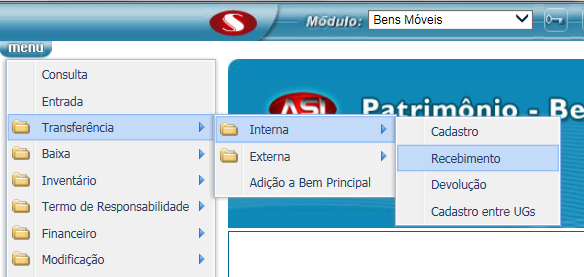 S
Módulo: Bens Móveis
menu
Consulta
Entrada
Transferência
Baixa
Inventário
Termo de Responsabilidade
Financeiro
Modificação
Interna
Externa
Adição a Bem Principal
Cadastro
Recebimento
Devolução
Cadastro entre UGs
ASI Patrimônio - Be